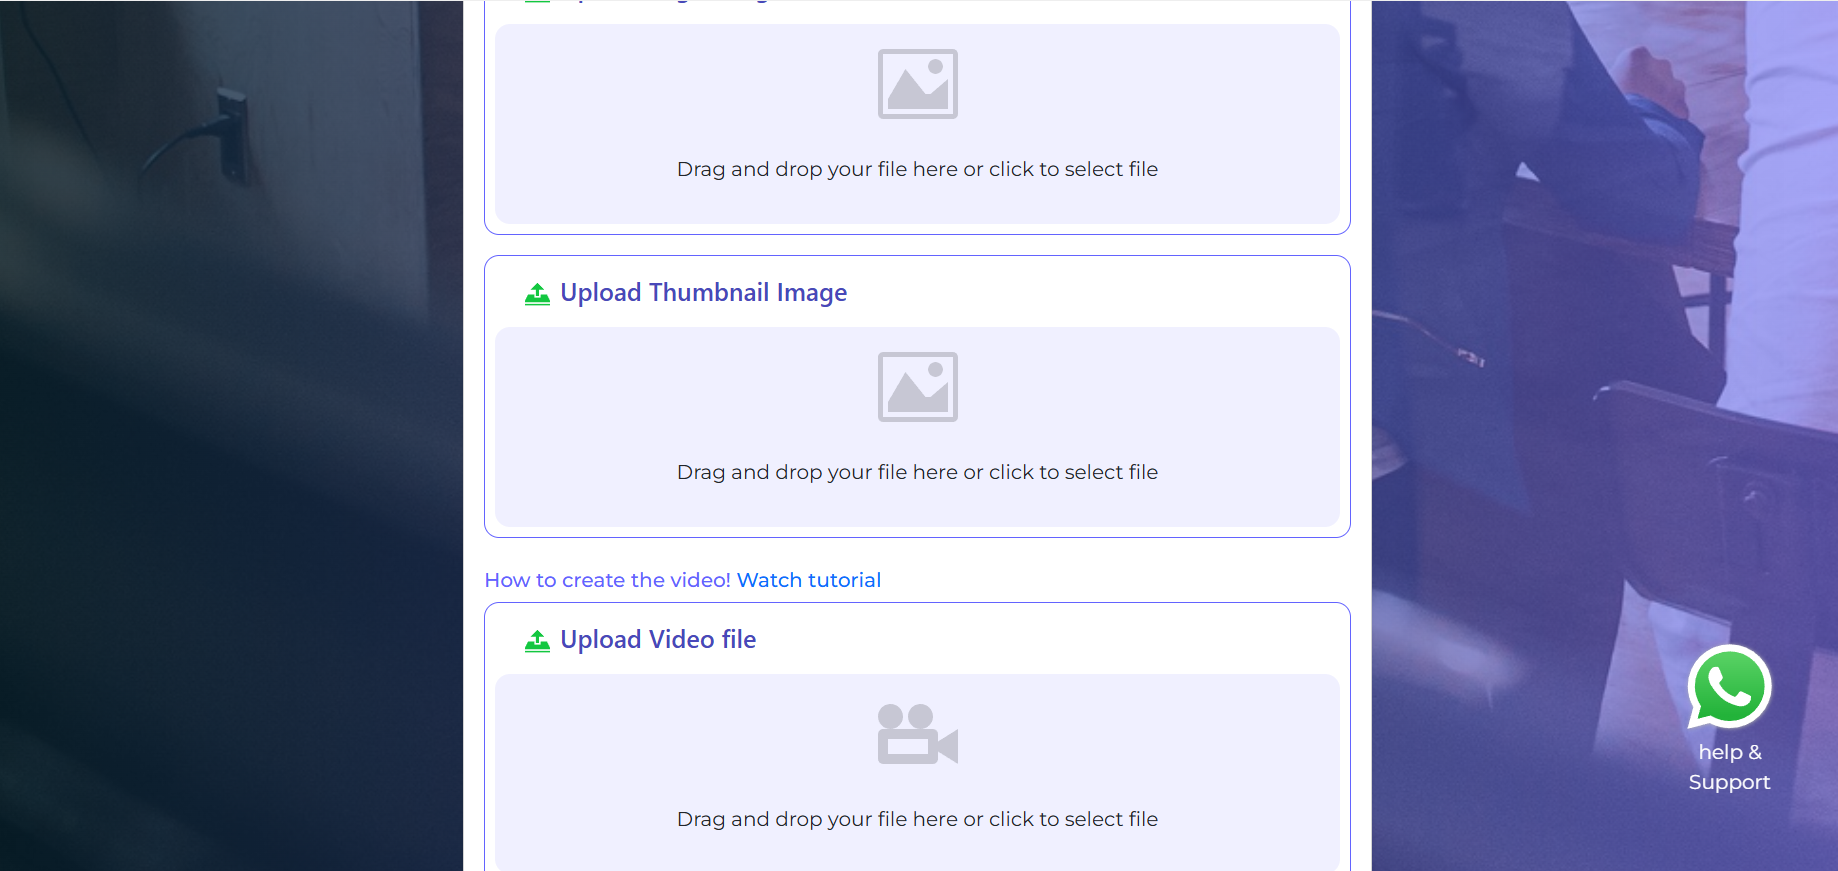 Drag and drop your file here or click to select file
Upload Thumbnail Image
Drag and drop your file here or click to select file
How to create the video! Watch tutorial
Upload Video file
Drag and drop your file here or click to select file
help &
Support